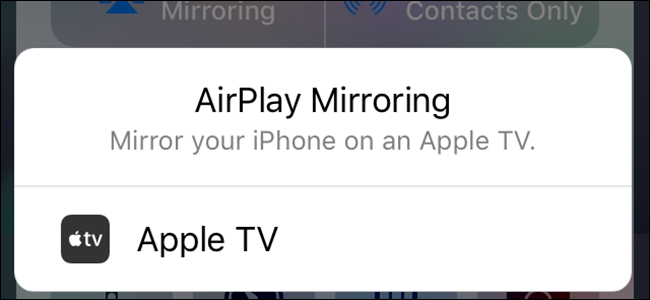 Mirroring
Contacts Only
AirPlay Mirroring
Mirror your iPhone on an Apple TV.
tv
Apple TV